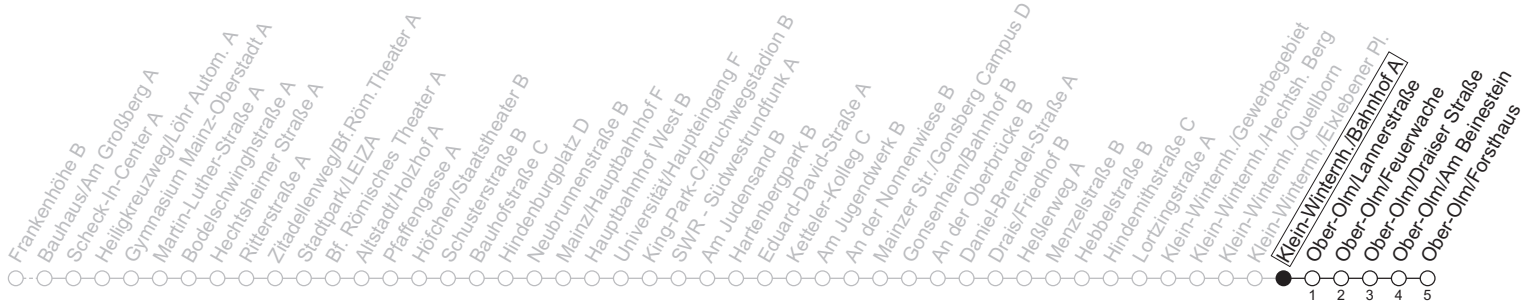 Frankenhöhe B
Bauhaus/Am Großberg A
Scheck-In-Center A
Heiligkreuzweg/Löhr Autom. A
Gymnasium Mainz-Oberstadt A
Martin-Luther-Straße A
Bodelschwinghstraße A
Hechtsheimer Straße A
Ritterstraße A
Zitadellenweg/Bf.Röm.Theater A
Stadtpark/LEIZA
Bf. Römisches Theater A
Altstadt/Holzhof A
Pfaffengasse A
Höfchen/Staatstheater B
Schusterstraße B
Bauhofstraße C
Hindenburgplatz D
Neubrunnenstraße B
Mainz/Hauptbahnhof F
Hauptbahnhof West B
Universität/Haupteingang F
King-Park-C/Bruchwegstadion B
SWR - Südwestrundfunk A
Am Judensand B
Hartenbergpark B
Eduard-David-Straße A
Ketteler-Kolleg C
Am Jugendwerk B
An der Nonnenwiese B
Mainzer Str./Gonsberg Campus D
Gonsenheim/Bahnhof B
An der Oberbrücke B
Daniel-Brendel-Straße A
Drais/Friedhof B
Heßlerweg A
Menzelstraße B
Hebbelstraße B
Hindemithstraße C
Lortzingstraße A
Klein-Winternh./Gewerbegebiet
Klein-Winternh./Hechtsh. Berg
Klein-Winternh./Quellborn
Klein-Winternh./Exlebener Pl.
Klein-Winternh./Bahnhof A
Ober-Olm/Lannerstraße
Ober-Olm/Feuerwache
Ober-Olm/Draiser Straße
Ober-Olm/Am Beinestein
Ober-Olm/Forsthaus
1 2 3 4 5